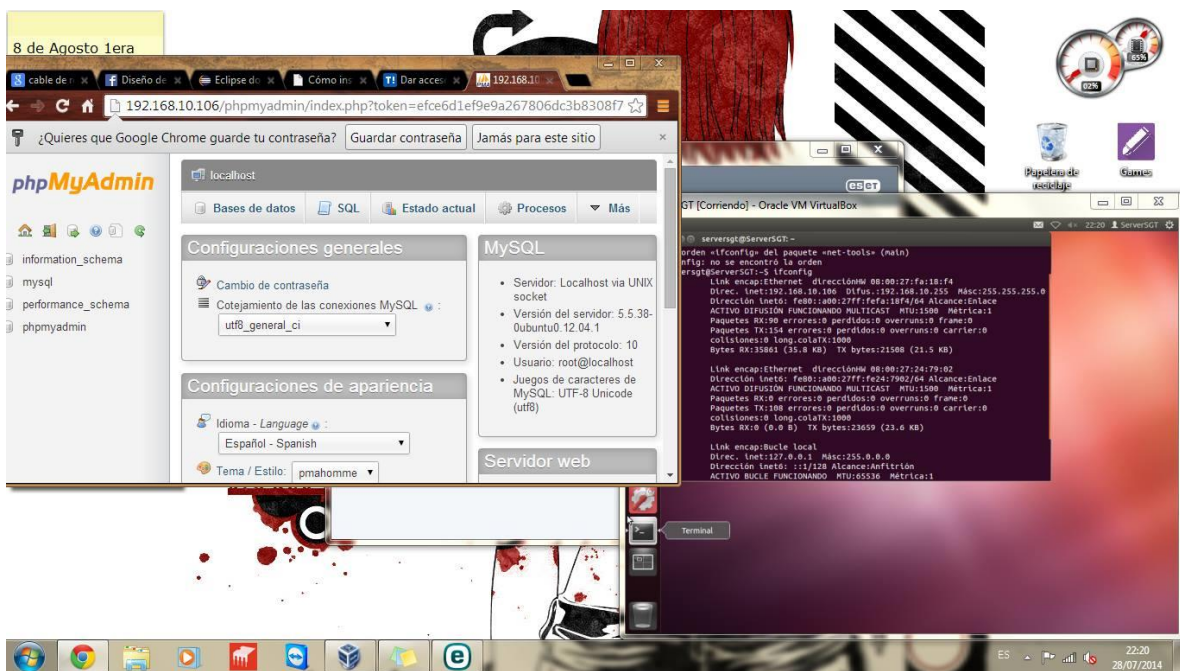 8 de Agosto 1era
cable de
Diseño de
Eclipse do
Cómo ins
Dar acces
192.168.10
192.168.10.106/phpmyadmin/index.php?token=efce6d1ef9e9a267806dc3b8308f7
¿Quieres que Google Chrome guarde tu contraseña?
Guardar contraseña
Jamás para este sitio
phpMyAdmin
information_schema
mysql
performance_schema
phpmyadmin
localhost
Bases de datos
SQL
Estado actual
Procesos
Más
Configuraciones generales
Cambio de contraseña
Cotejamiento de las conexiones MySQL :
utf8_general_ci
Configuraciones de apariencia
Idioma - Language :
Español - Spanish
Tema / Estilo: pmahomme
MySQL
Servidor: Localhost via UNIX
socket
Versión del servidor: 5.5.38-
0ubuntu0.12.04.1
Versión del protocolo: 10
Usuario: root@localhost
Juegos de caracteres de
MySQL: UTF-8 Unicode
(utf8)
Servidor web
65%
02%
Papelera de
reciclaje
Games
eset
GT [Corriendo] - Oracle VM VirtualBox
22:20 ServerSGT
serversgt@ServerSGT: ~
orden «ifconfig» del paquete «net-tools» (main)
nfig: no se encontró la orden
ersgt@ServerSGT:~$ ifconfig
Link encap:Ethernet direcciónHW 08:00:27:fa:18:f4
Direc. inet:192.168.10.106 Difus.:192.168.10.255 Másc:255.255.255.0
Dirección inet6: fe80::a00:27ff:fefa:18f4/64 Alcance:Enlace
ACTIVO DIFUSIÓN FUNCIONANDO MULTICAST MTU:1500 Métrica:1
Paquetes RX:90 errores:0 perdidos:0 overruns:0 frame:0
Paquetes TX:154 errores:0 perdidos:0 overruns:0 carrier:0
colisiones:0 long.colaTX:1000
Bytes RX:35861 (35.8 KB) TX bytes:21508 (21.5 KB)
Link encap:Ethernet direcciónHW 08:00:27:24:79:02
Dirección inet6: fe80::a00:27ff:fe24:7902/64 Alcance:Enlace
ACTIVO DIFUSIÓN FUNCIONANDO MULTICAST MTU:1500 Métrica:1
Paquetes RX:0 errores:0 perdidos:0 overruns:0 frame:0
Paquetes TX:108 errores:0 perdidos:0 overruns:0 carrier:0
colisiones:0 long.colaTX:1000
Bytes RX:0 (0.0 B) TX bytes:23659 (23.6 KB)
Link encap:Bucle local
Direc. inet:127.0.0.1 Másc:255.0.0.0
Dirección inet6: ::1/128 Alcance:Anfitrión
ACTIVO BUCLE FUNCIONANDO MTU:65536 Métrica:1
Terminal
ES
22:20
28/07/2014